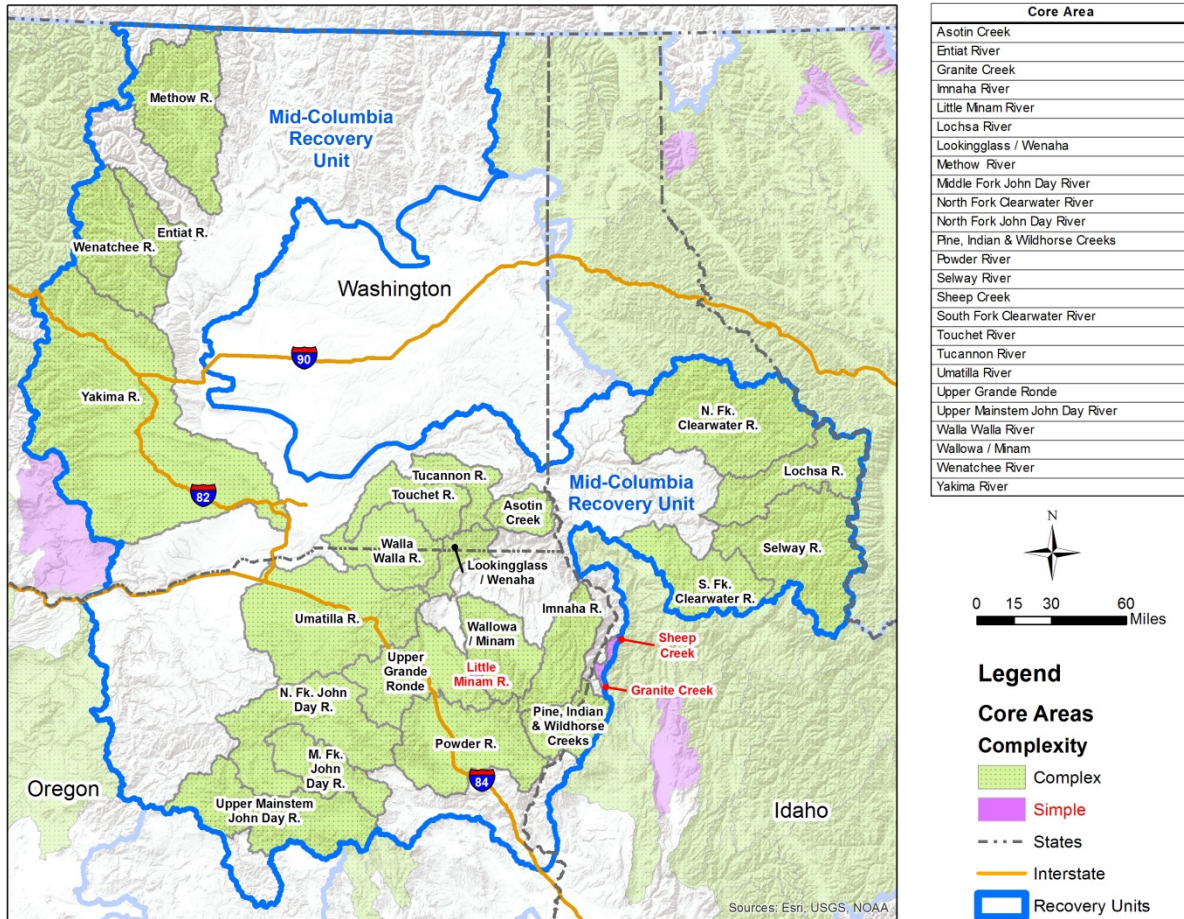 Methow R.
Mid-Columbia
Recovery
Unit
Entiat R.
Wenatchee R.
Washington
90
Yakima R.
82
N. Fk.
Clearwater R.
Lochsa R.
Mid-Columbia
Recovery Unit
Tucannon R.
Touchet R.
Asotin
Creek
Walla
Walla R.
Lookingglass
/ Wenaha
Selway R.
S. Fk.
Clearwater R.
Imnaha R.
Umatilla R.
Wallowa
/ Minam
Sheep
Creek
Upper
Grande
Ronde
Little
Minam R.
Granite Creek
N. Fk. John
Day R.
Pine, Indian
& Wildhorse
Creeks
Powder R.
M. Fk.
John
Day R.
84
Oregon
Upper Mainstem
John Day R.
Idaho
Sources: Esri, USGS, NOAA
Core Area
Asotin Creek
Entiat River
Granite Creek
Imnaha River
Little Minam River
Lochsa River
Lookingglass / Wenaha
Methow River
Middle Fork John Day River
North Fork Clearwater River
North Fork John Day River
Pine, Indian & Wildhorse Creeks
Powder River
Selway River
Sheep Creek
South Fork Clearwater River
Touchet River
Tucannon River
Umatilla River
Upper Grande Ronde
Upper Mainstem John Day River
Walla Walla River
Wallowa / Minam
Wenatchee River
Yakima River
N
0 15 30 60
Miles
Legend
Core Areas
Complexity
Complex
Simple
States
Interstate
Recovery Units